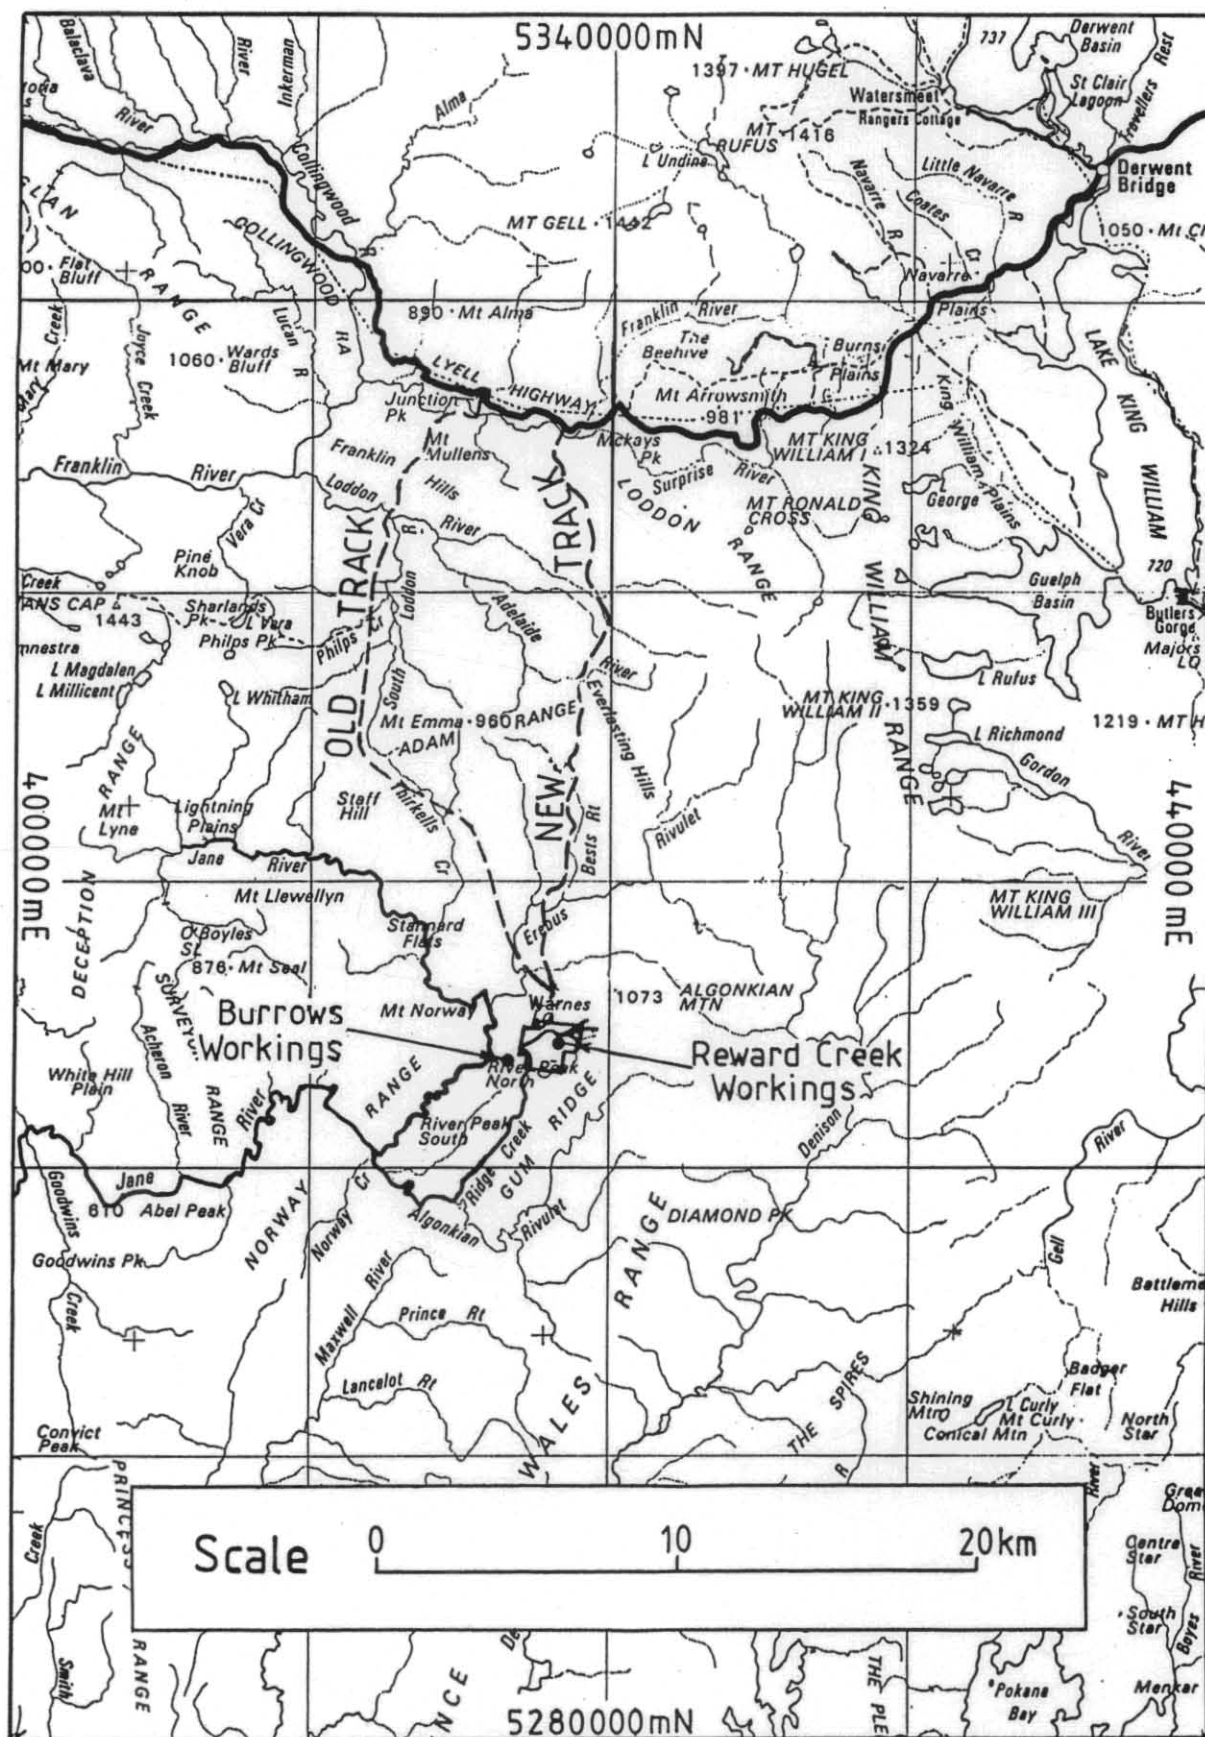 5340000mN
Balaclava
River
Inkerman
Alma
1397 · MT HUGEL
737
Derwent
Basin
St Clair
Lagoon
Travellers Rest
Watersmeet
Rangers Cottage
River
Collingwood
R
MT
RUFUS
1416
L Undine
Derwent
Bridge
Little Navarre R
Navarre R
Coates Cr
MT GELL · 1442
COLLINGWOOD
RA
RANGE
Flat
Bluff
Navarre
Plains
890 · Mt Alma
Franklin River
The
Beehive
Burns
Plains
Lucan R
Joyce Creek
Creek
Mt Mary
1060 · Wards
Bluff
LYELL HIGHWAY
Junction
Pk
Mt Arrowsmith
981
LAKE KING WILLIAM
King William Plains
Mt
Mullens
Mckays
Pk
MT KING
WILLIAM I
1324
Franklin River
Franklin
Hills
Loddon
River
R
Surprise River
LODDON
RANGE
MT RONALD
CROSS
L
George
KING WILLIAM RANGE
Vera Cr
Pine
Knob
OLD TRACK
NEW TRACK
Creek
1443
Sharlands
Pk
L Vera
Philps Pk
Philps Cr
South Loddon
Adelaide River
Guelph
Basin
720
Butlers
Gorge
L Magdalen
L Millicent
L Whitham
L Rufus
Everlasting Hills
Mt Emma · 960
ADAM
RANGE
MT KING
WILLIAM II
1359
L Richmond
Gordon River
RANGE
Mt
Lyne
Lightning
Plains
Staff
Hill
Thirkells Cr
Bests Rt
Rivulet
400000mE
440000mE
Jane River
Mt Llewellyn
MT KING
WILLIAM III
DECEPTION
Stannard
Flats
Erebus
876 · Mt Seal
SURVEYOR RANGE
Mt Norway
1073
ALGONKIAN
MTN
Warnes
Burrows
Workings
Reward Creek
Workings
River Peak
North
Acheron River
White Hill
Plain
River
RANGE
River Peak
South
GUM RIDGE
Ridge Creek
Denison
River
Jane
610
Abel Peak
Goodwins Creek
NORWAY
Norway Cr
Algonkian Rivulet
RANGE
DIAMOND PK
Gell
Goodwins Pk
Maxwell River
Prince Rt
Hills
Lancelot Rt
WALES
THE SPIRES
Badger
Flat
Shining
Mtn
L Curly
Mt Curly
Conical Mtn
North
Star
Convict
Peak
R
River
Scale
0
10
20km
Creek
RANGE
South
Star
River
Boyes
Smith
Pokana
Bay
Menkar
5280000mN